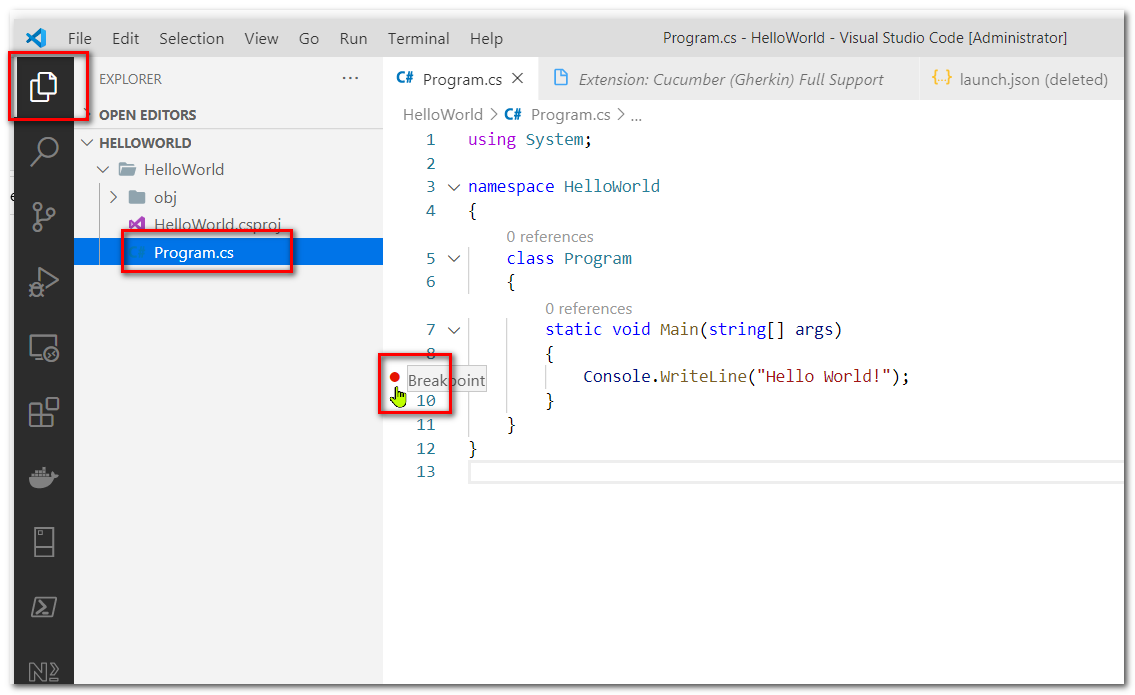 File Edit Selection View Go Run Terminal Help Program.cs - HelloWorld - Visual Studio Code [Administrator]
EXPLORER ...
OPEN EDITORS
HELLOWORLD
HelloWorld
obj
HelloWorld.csproj
Program.cs
C# Program.cs Extension: Cucumber (Gherkin) Full Support {..} launch.json (deleted)
HelloWorld > C# Program.cs > ...
1 using System;
2
3 namespace HelloWorld
4 {
0 references
5 class Program
6 {
0 references
7 static void Main(string[] args)
8 {
Breakpoint Console.WriteLine("Hello World!");
10 }
11 }
12 }
13
N2